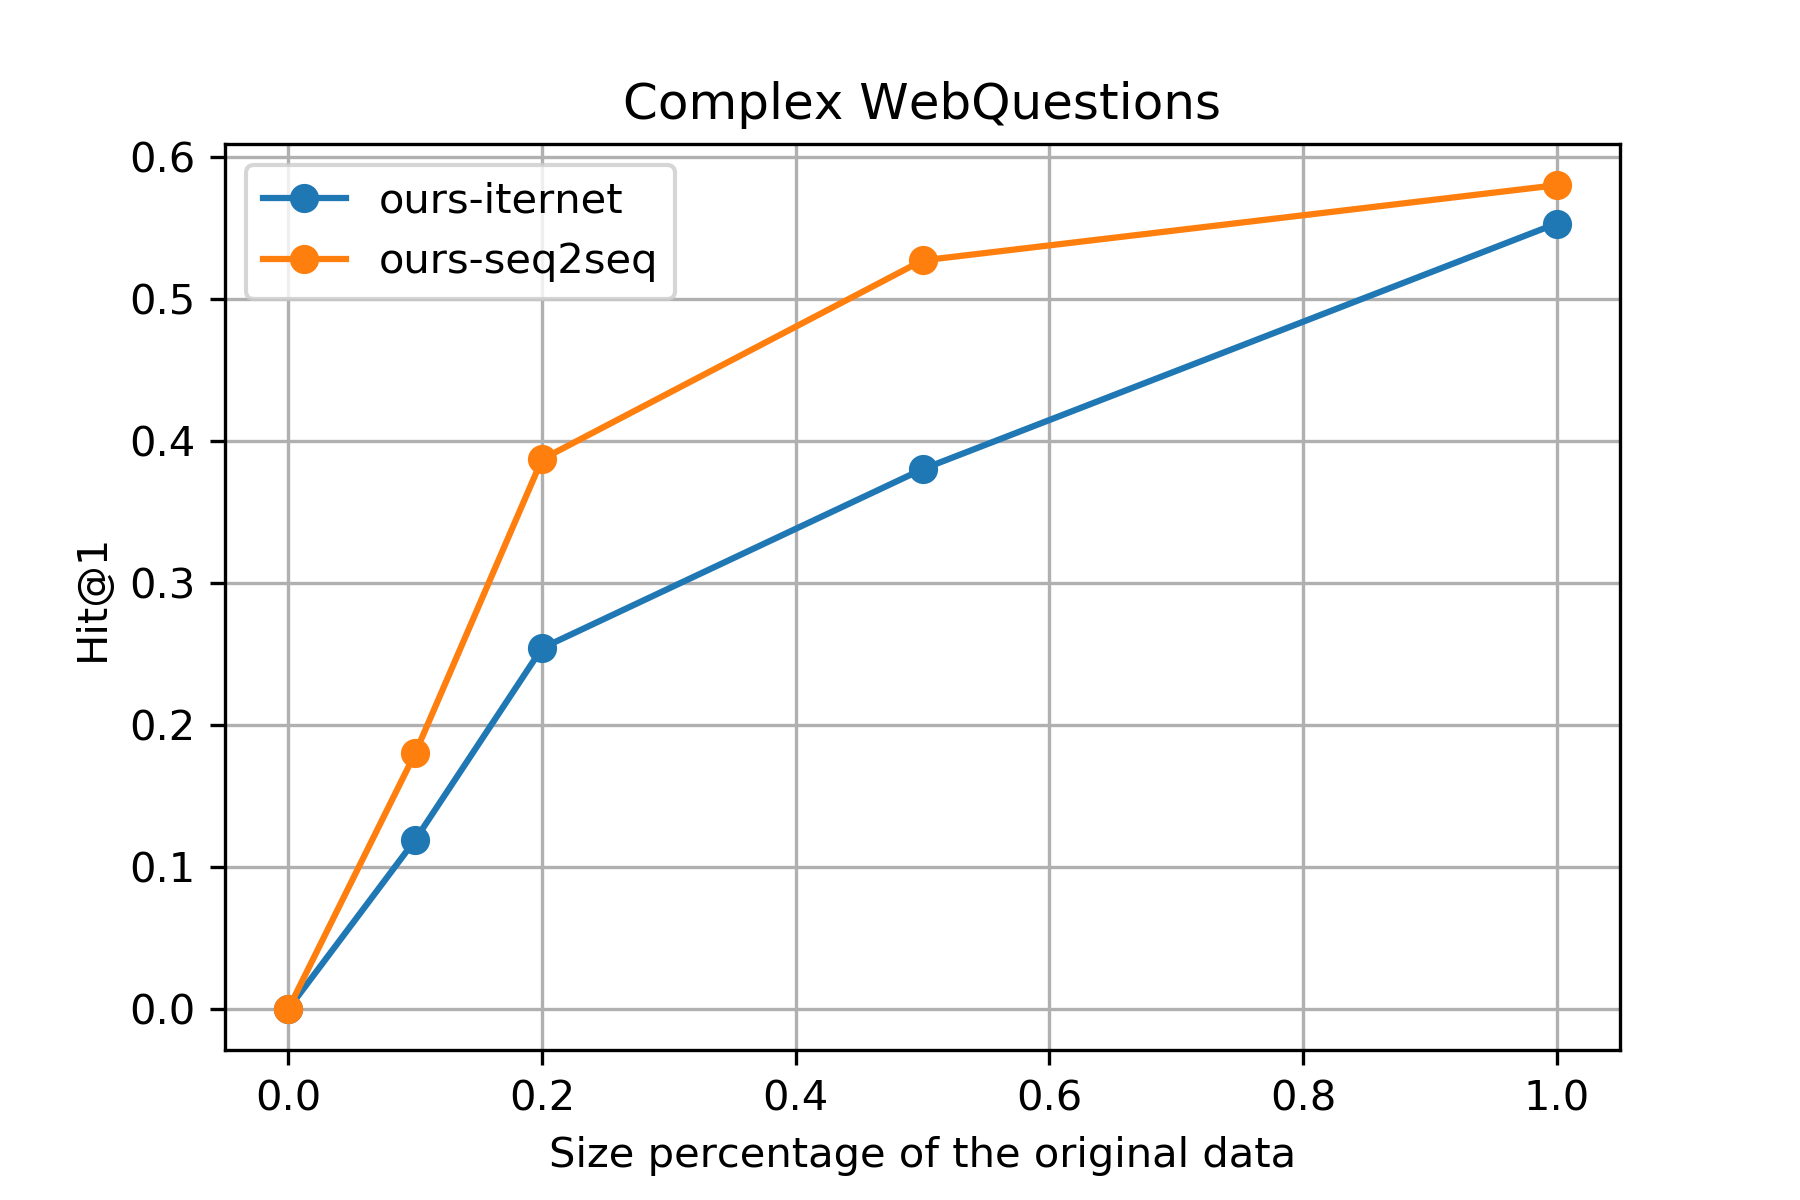 Complex WebQuestions
ours-iternet
ours-seq2seq
Hit@1
0.6
0.5
0.4
0.3
0.2
0.1
0.0
0.0 0.2 0.4 0.6 0.8 1.0
Size percentage of the original data